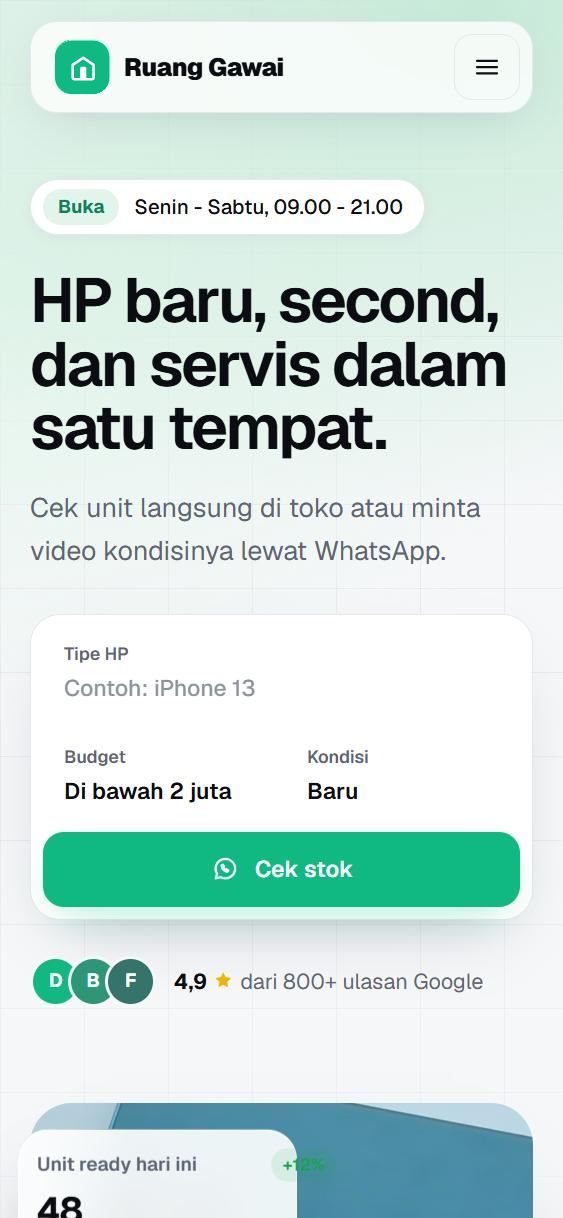 Ruang Gawai
Buka Senin - Sabtu, 09.00 - 21.00
HP baru, second,
dan servis dalam
satu tempat.
Cek unit langsung di toko atau minta
video kondisinya lewat WhatsApp.
Tipe HP
Contoh: iPhone 13
Budget Kondisi
Di bawah 2 juta Baru
Cek stok
D B F 4,9 dari 800+ ulasan Google
Unit ready hari ini +12%
48